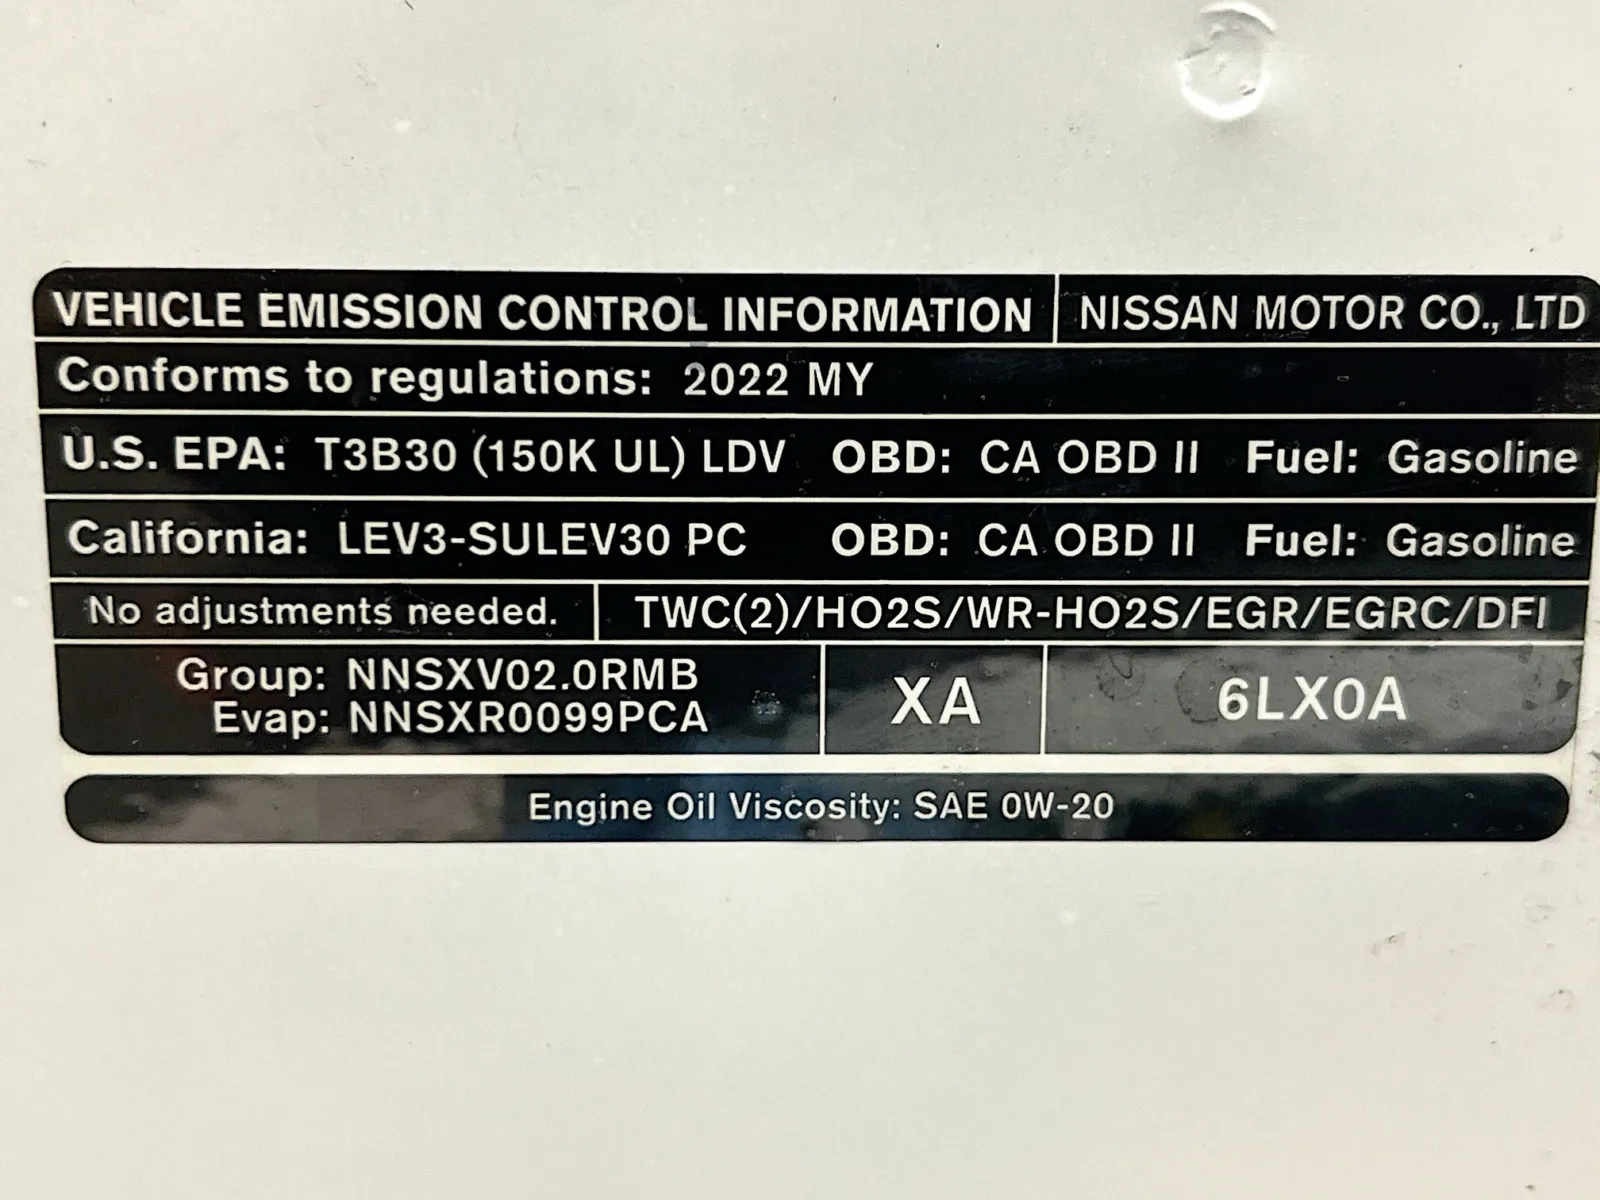 VEHICLE EMISSION CONTROL INFORMATION NISSAN MOTOR CO., LTD
Conforms to regulations: 2022 MY
U.S. EPA: T3B30 (150K UL) LDV OBD: CA OBD II Fuel: Gasoline
California: LEV3-SULEV30 PC OBD: CA OBD II Fuel: Gasoline
No adjustments needed. TWC(2)/HO2S/WR-HO2S/EGR/EGRC/DFI
Group: NNSXV02.0RMB
Evap: NNSXR0099PCA
XA
6LX0A
Engine Oil Viscosity: SAE 0W-20